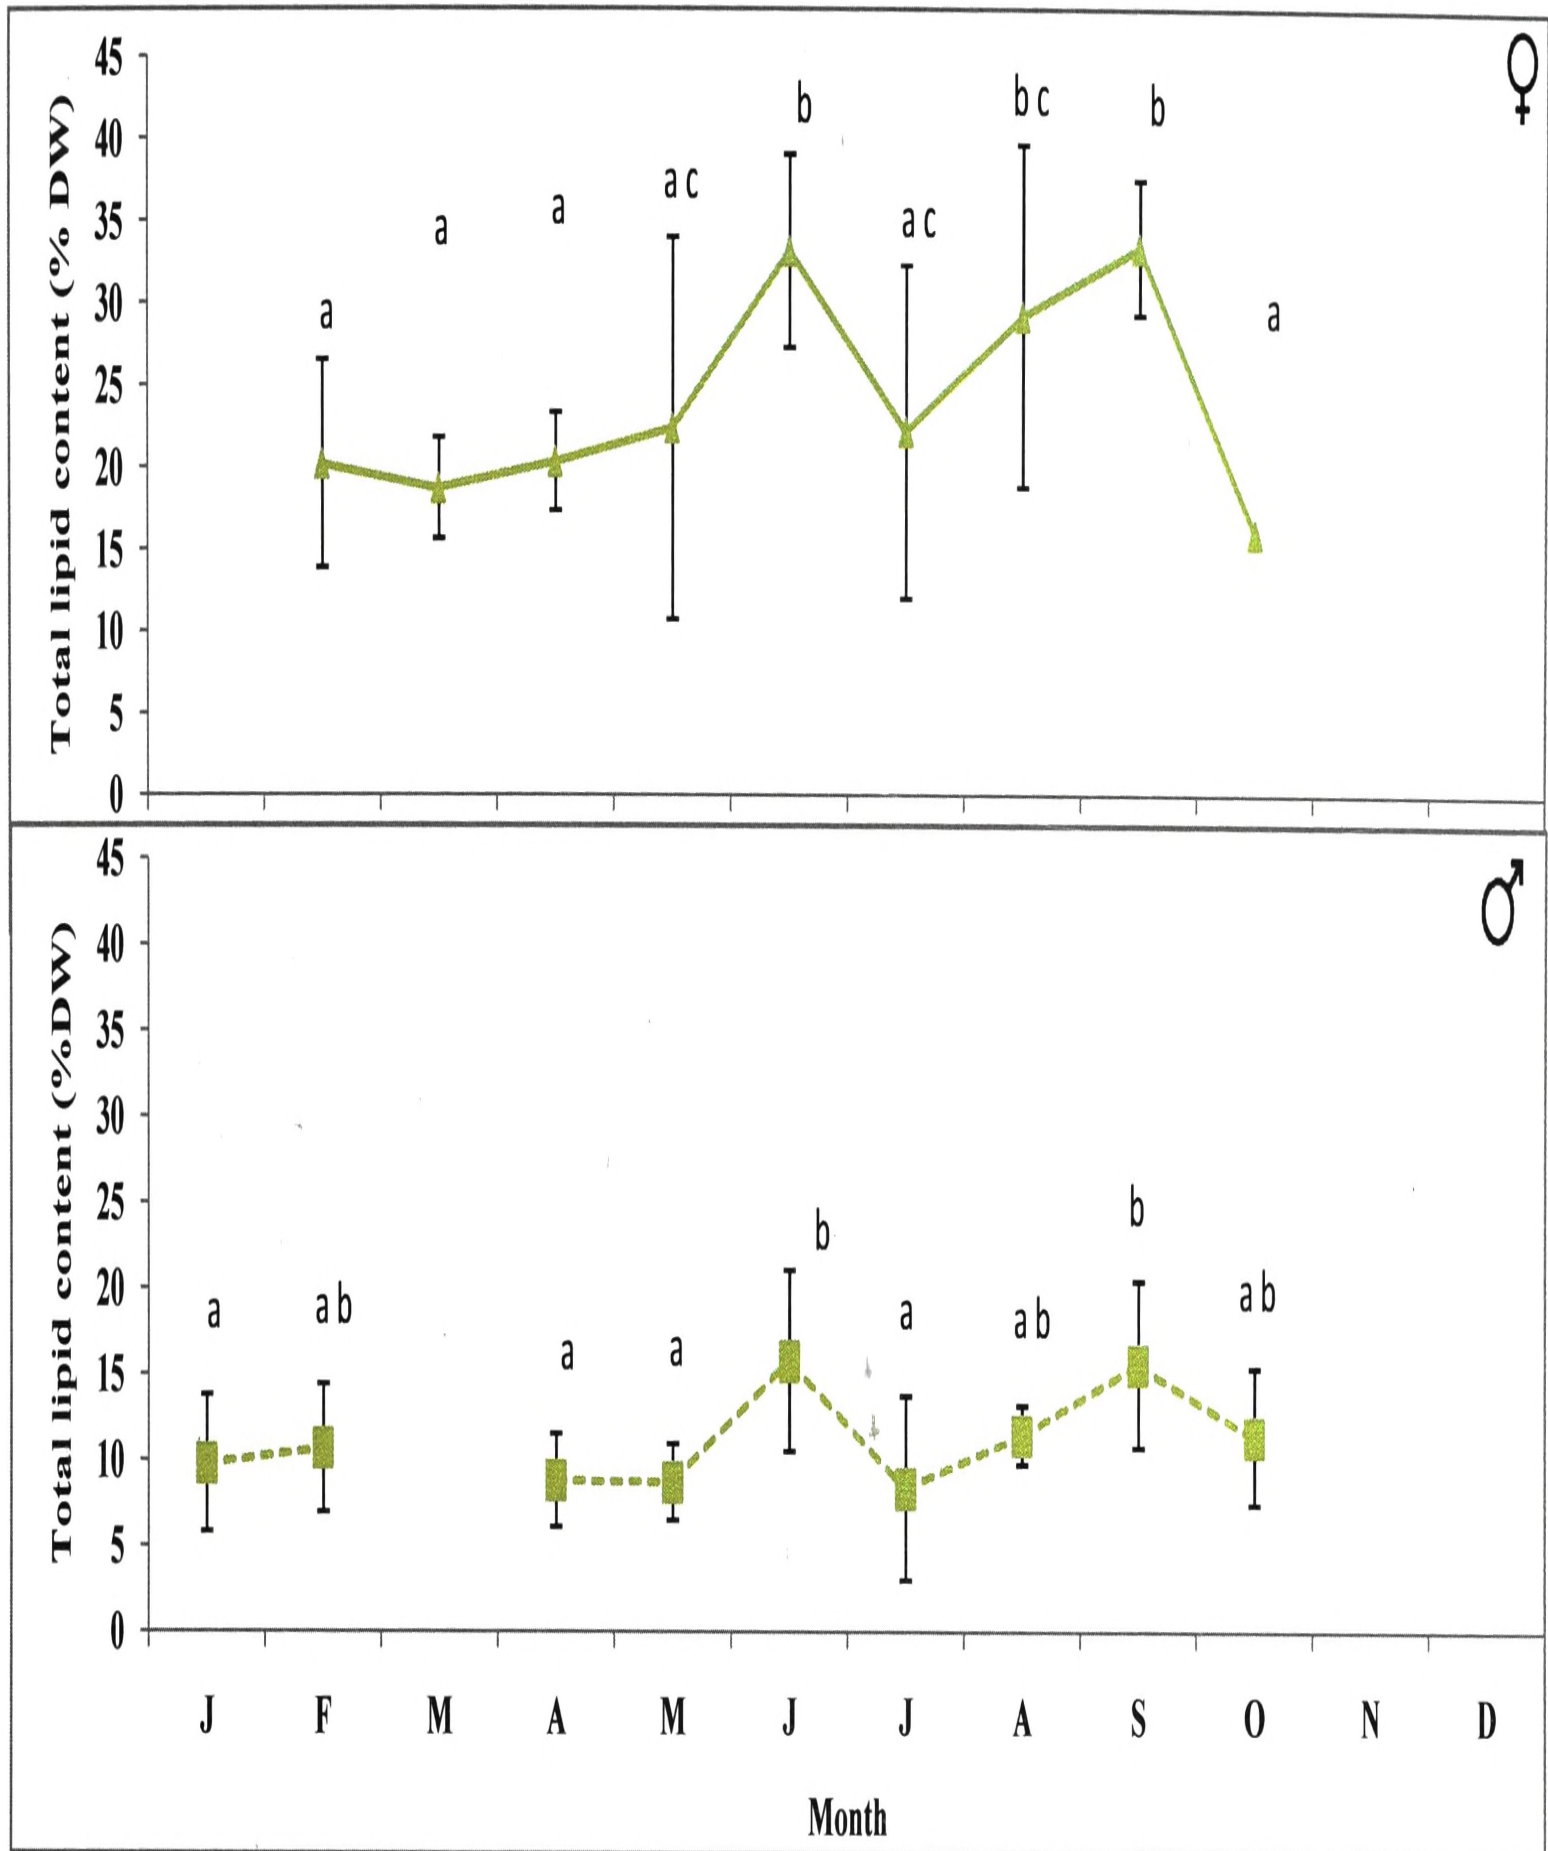 ♀
Total lipid content (% DW)
45
40
35
30
25
20
15
10
5
0
a
a
a
a c
b
a c
b c
b
a
♂
Total lipid content (%DW)
45
40
35
30
25
20
15
10
5
0
a
a b
a
a
b
a
a b
b
a b
J F M A M J J A S O N D
Month